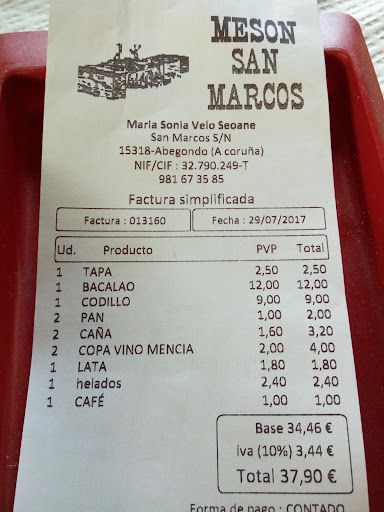 MESON
SAN
MARCOS
Maria Sonia Velo Seoane
San Marcos S/N
15318-Abegondo (A coruña)
NIF/CIF : 32.790.249-T
981 67 35 85
Factura simplificada
Factura : 013160 Fecha : 29/07/2017
Ud. Producto PVP Total
1 TAPA 2,50 2,50
1 BACALAO 12,00 12,00
1 CODILLO 9,00 9,00
2 PAN 1,00 2,00
2 CAÑA 1,60 3,20
2 COPA VINO MENCIA 2,00 4,00
1 LATA 1,80 1,80
1 helados 2,40 2,40
1 CAFÉ 1,00 1,00
Base 34,46 €
iva (10%) 3,44 €
Total 37,90 €
Forma de pago : CONTADO